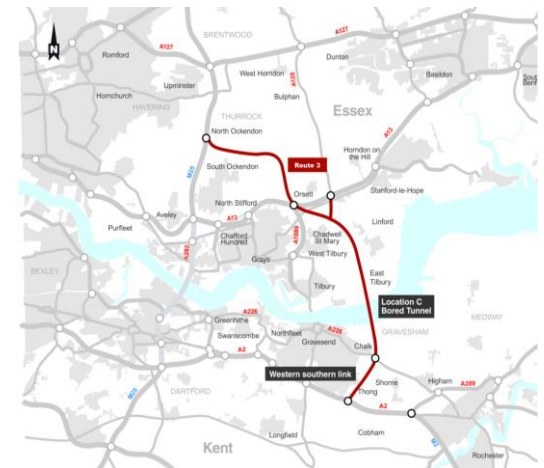 N
BRENTWOOD
A127
Romford
A127
Dunton
West Horndon
Upminster
Basildon
A128
Hornchurch
HAVERING
Bulphan
Essex
THURROCK
A13
North Ockendon
Horndon on
the Hill
Route 3
M25
South Ockendon
Stanford-le-Hope
Orsett
North Stifford
Aveley
A13
Linford
Purfleet
Chafford
Hundred
A1089
Chadwell
St Mary
West Tilbury
A282
Grays
BEXLEY
East
Tilbury
Tilbury
Location C
Bored Tunnel
MEDWAY
A226
Greenhithe
Northfleet
A226
GRAVESHAM
Swanscombe
Gravesend
A2
Chalk
Western southern link
Shorne
Higham
A289
M25
DARTFORD
Thong
A2
Cobham
Kent
Longfield
M2
Rochester